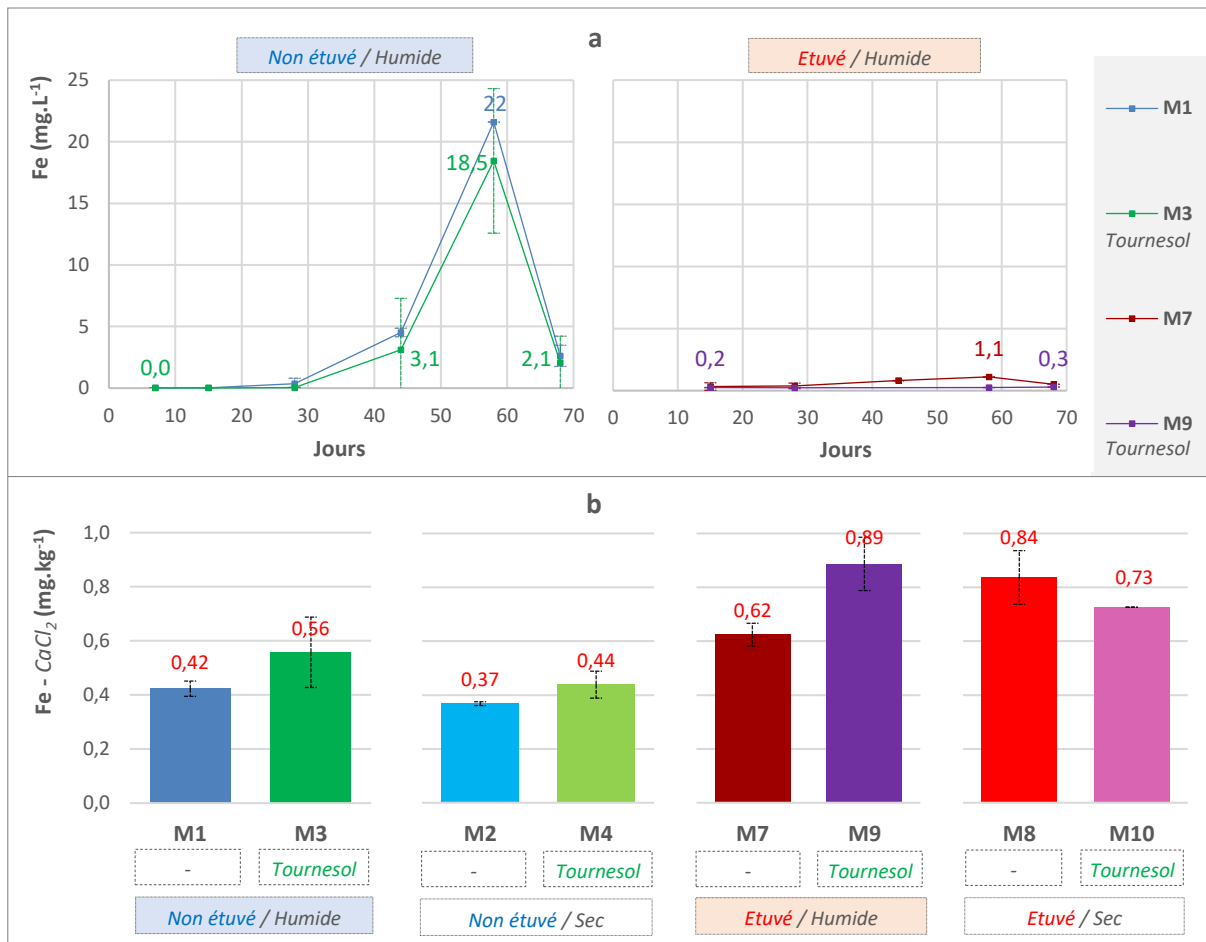 a
Non étuvé / Humide
Etuvé / Humide
Fe (mg.L-1)
25
20
15
10
5
0
0,0
3,1
18,5
22
2,1
0 10 20 30 40 50 60 70
Jours
0,2
1,1
0,3
0 10 20 30 40 50 60 70
Jours
M1
M3
Tournesol
M7
M9
Tournesol
b
Fe - CaCl2 (mg.kg-1)
1,0
0,8
0,6
0,4
0,2
0,0
0,42
0,56
0,37
0,44
0,62
0,89
0,84
0,73
M1 M3 M2 M4 M7 M9 M8 M10
- Tournesol - Tournesol - Tournesol - Tournesol
Non étuvé / Humide Non étuvé / Sec Etuvé / Humide Etuvé / Sec